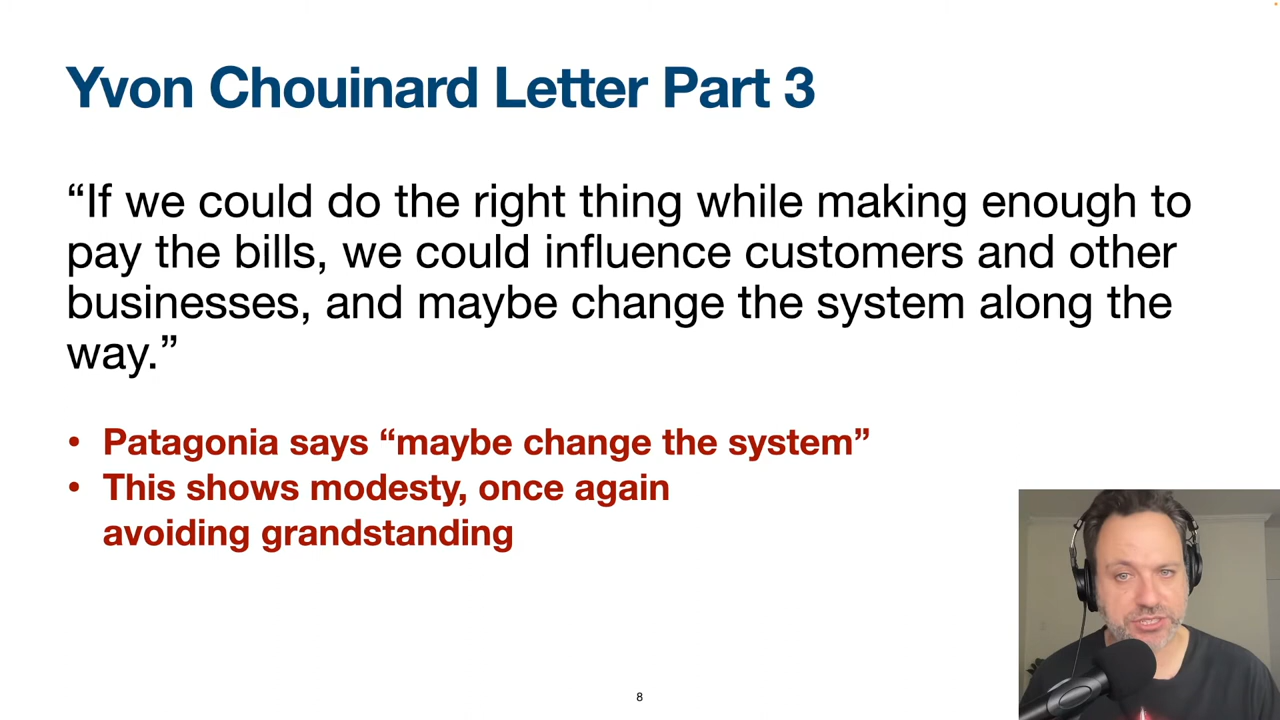 Yvon Chouinard Letter Part 3
“If we could do the right thing while making enough to
pay the bills, we could influence customers and other
businesses, and maybe change the system along the
way.”
• Patagonia says “maybe change the system”
• This shows modesty, once again
avoiding grandstanding
8